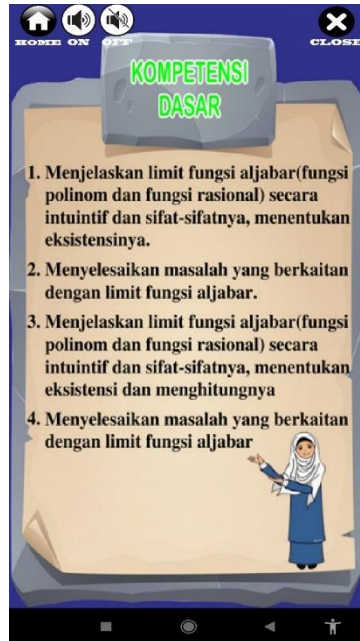 HOME ON OFF CLOSE
KOMPETENSI
DASAR
1. Menjelaskan limit fungsi aljabar(fungsi
polinom dan fungsi rasional) secara
intuintif dan sifat-sifatnya, menentukan
eksistensinya.
2. Menyelesaikan masalah yang berkaitan
dengan limit fungsi aljabar.
3. Menjelaskan limit fungsi aljabar(fungsi
polinom dan fungsi rasional) secara
intuintif dan sifat-sifatnya, menentukan
eksistensi dan menghitungnya
4. Menyelesaikan masalah yang berkaitan
dengan limit fungsi aljabar